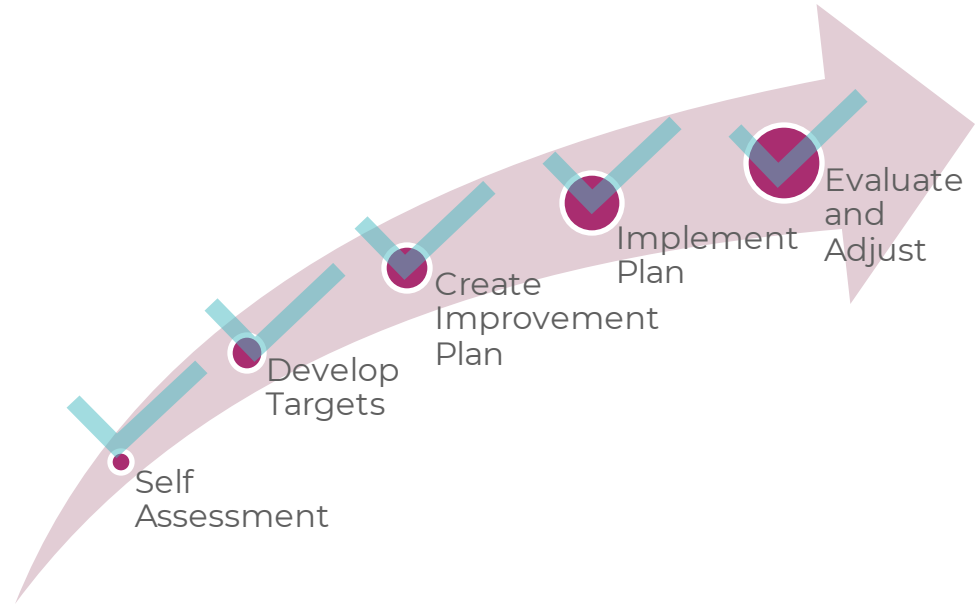 Self
Assessment
Develop
Targets
Create
Improvement
Plan
Implement
Plan
Evaluate
and
Adjust